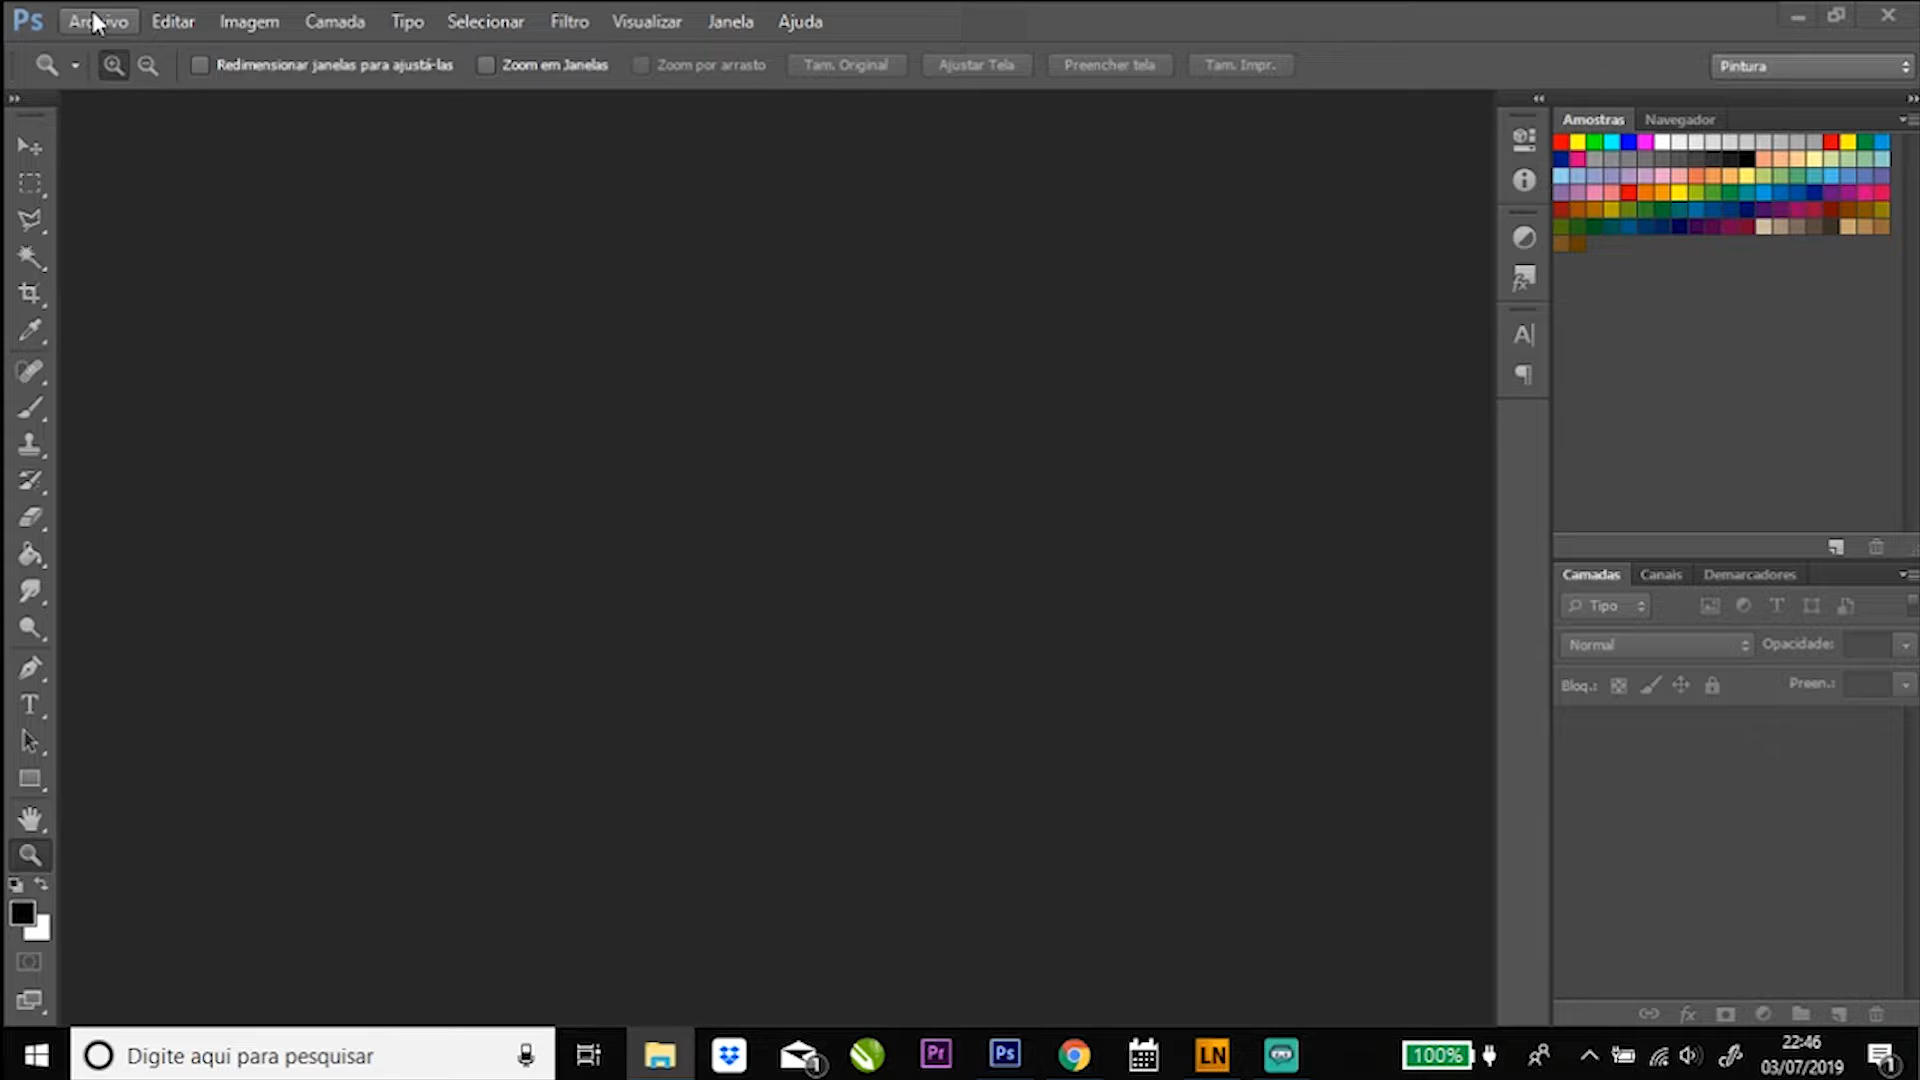 Ps Arquivo Editar Imagem Camada Tipo Selecionar Filtro Visualizar Janela Ajuda
Redimensionar janelas para ajustá-las Zoom em Janelas Zoom por arrasto Tam. Original Ajustar Tela Preencher tela Tam. Impr. Pintura
Amostras Navegador
Camadas Canais Demarcadores
Tipo
Normal Opacidade:
Bloq.: Preen.:
Digite aqui para pesquisar
1
Pr
Ps
LN
100%
22:46
03/07/2019
1